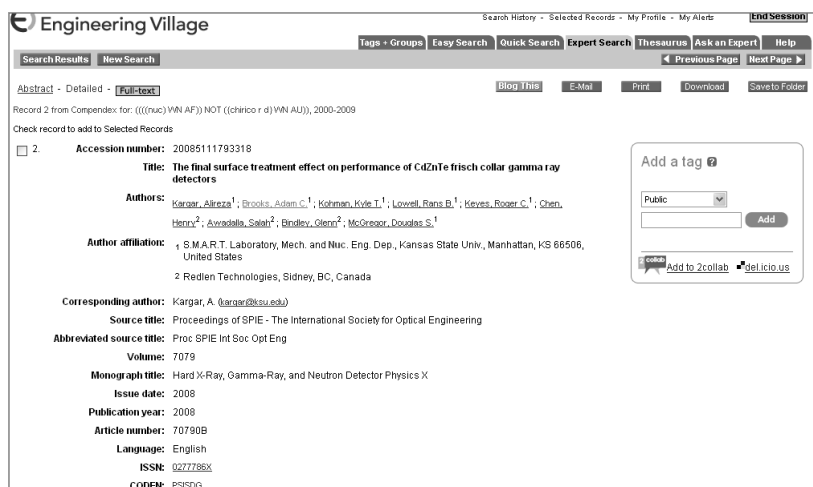 Engineering Village
Search History - Selected Records - My Profile - My Alerts End Session
Tags + Groups Easy Search Quick Search Expert Search Thesaurus Ask an Expert Help
Search Results New Search Previous Page Next Page
Abstract - Detailed - Full-text Blog This E-Mail Print Download Save to Folder
Record 2 from Compendex for: ((((nuc) WN AF)) NOT ((chirico r d) WN AU)), 2000-2009
Check record to add to Selected Records
2. Accession number: 20085111793318
Title: The final surface treatment effect on performance of CdZnTe frisch collar gamma ray
detectors
Authors: Kargar, Alireza1 ; Brooks, Adam C.1 ; Kohman, Kyle T.1 ; Lowell, Rans B.1 ; Keyes, Roger C.1 ; Chen,
Henry2 ; Awadalla, Salah2 ; Bindley, Glenn2 ; McGregor, Douglas S.1
Author affiliation: 1 S.M.A.R.T. Laboratory, Mech. and Nuc. Eng. Dep., Kansas State Univ., Manhattan, KS 66506,
United States
2 Redlen Technologies, Sidney, BC, Canada
Corresponding author: Kargar, A. (kargar@ksu.edu)
Source title: Proceedings of SPIE - The International Society for Optical Engineering
Abbreviated source title: Proc SPIE Int Soc Opt Eng
Volume: 7079
Monograph title: Hard X-Ray, Gamma-Ray, and Neutron Detector Physics X
Issue date: 2008
Publication year: 2008
Article number: 70790B
Language: English
ISSN: 0277786X
CODEN: PSISDG
Add a tag ?
Public
Add
2 collab Add to 2collab del.icio.us